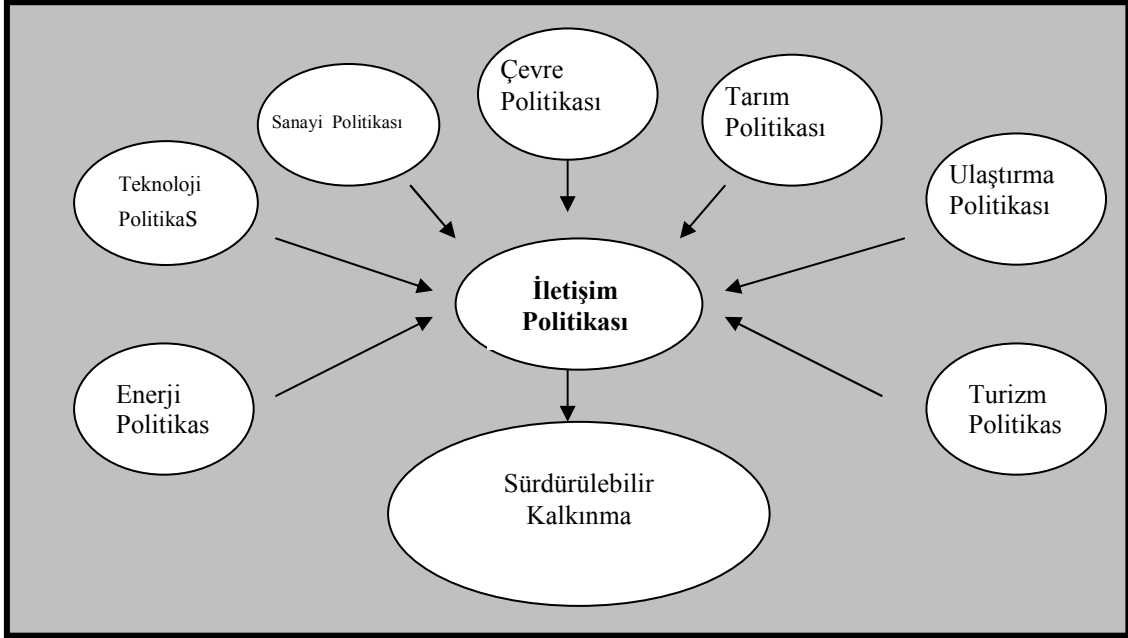 Çevre
Politikası
Tarım
Politikası
Sanayi Politikası
Teknoloji
PolitikaS
Ulaştırma
Politikası
İletişim
Politikası
Enerji
Politikas
Turizm
Politikas
Sürdürülebilir
Kalkınma